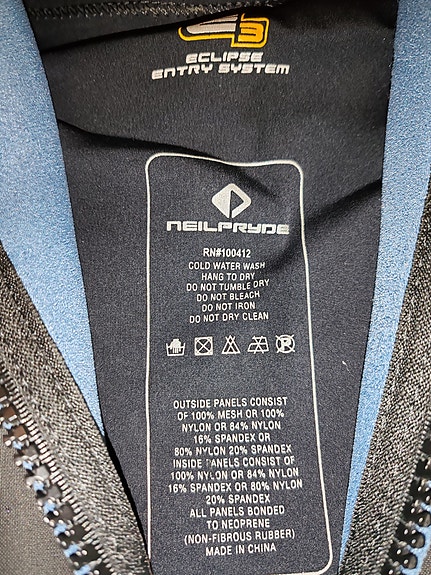 E3
ECLIPSE
ENTRY SYSTEM
NEILPRYDE
RN#100412
COLD WATER WASH
HANG TO DRY
DO NOT TUMBLE DRY
DO NOT BLEACH
DO NOT IRON
DO NOT DRY CLEAN
OUTSIDE PANELS CONSIST
OF 100% MESH OR 100%
NYLON OR 84% NYLON
16% SPANDEX OR
80% NYLON 20% SPANDEX
INSIDE PANELS CONSIST OF
100% NYLON OR 84% NYLON
16% SPANDEX OR 80% NYLON
20% SPANDEX
ALL PANELS BONDED
TO NEOPRENE
(NON-FIBROUS RUBBER)
MADE IN CHINA